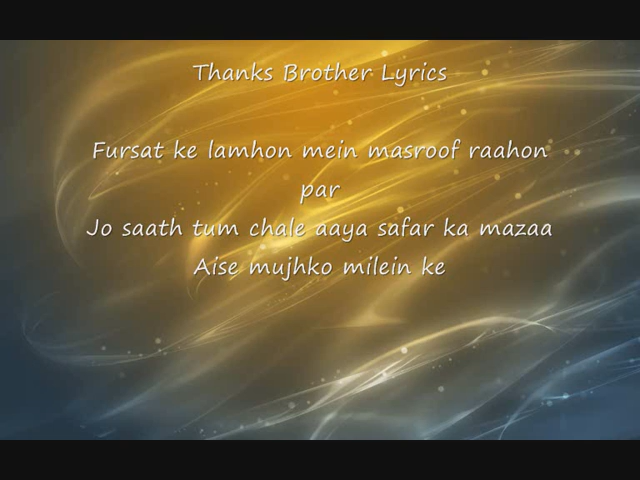 Thanks Brother Lyrics
Fursat ke lamhon mein masroof raahon
par
Jo saath tum chale aaya safar ka mazaa
Aise mujhko milein ke